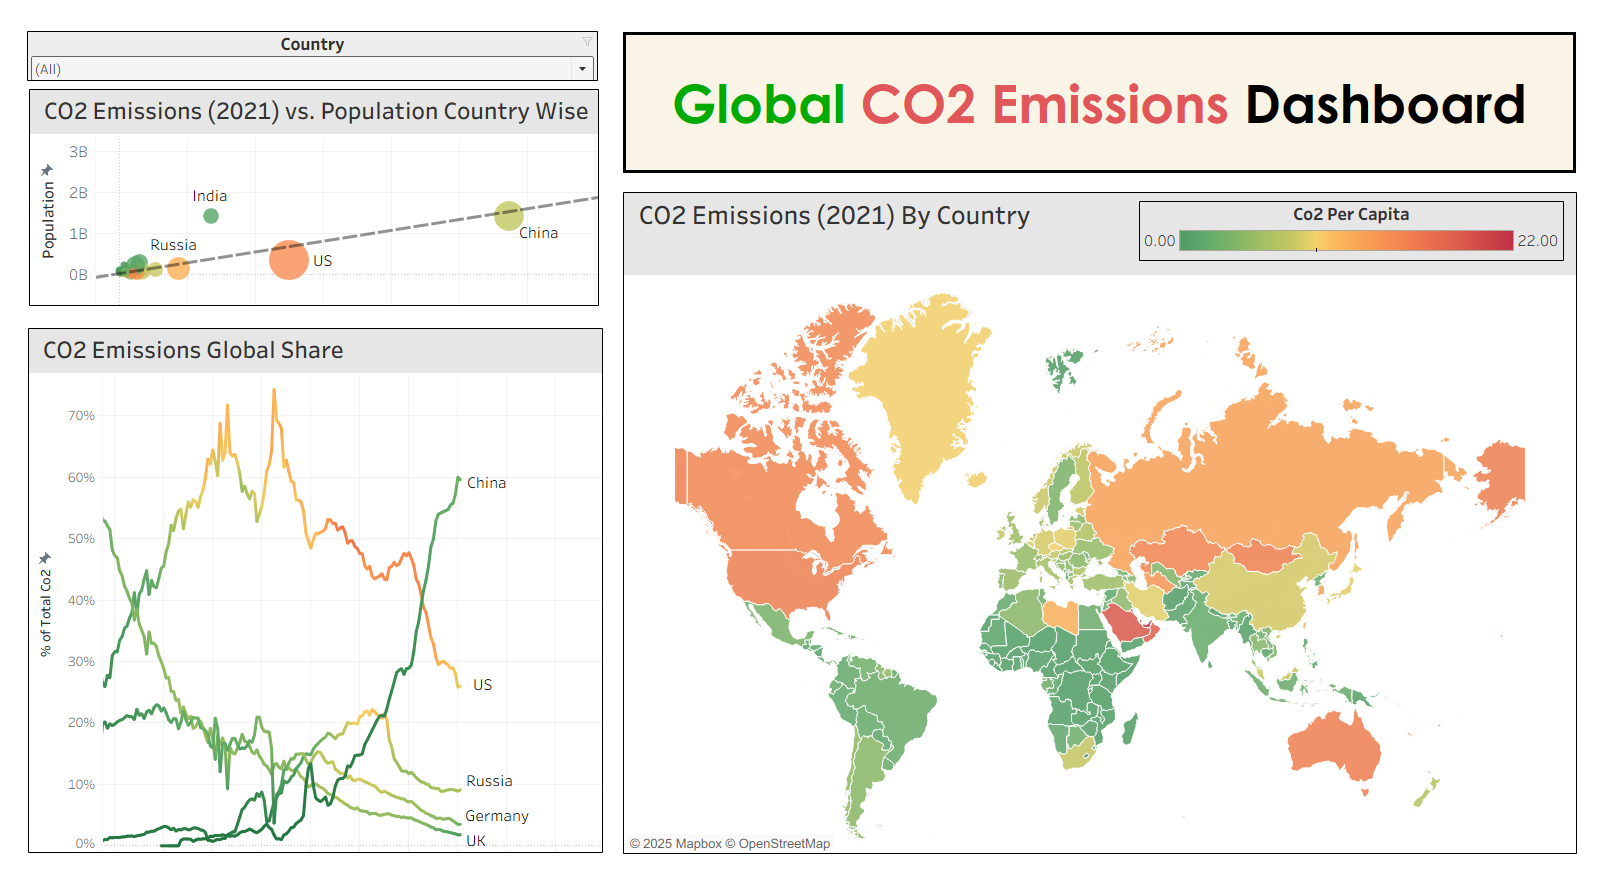 Country
(All)
Global CO2 Emissions Dashboard
CO2 Emissions (2021) vs. Population Country Wise
3B
2B
1B
0B
Population
India
Russia
US
China
CO2 Emissions (2021) By Country
Co2 Per Capita
0.00
22.00
CO2 Emissions Global Share
70%
60%
50%
40%
30%
20%
10%
0%
% of Total Co2
China
US
Russia
Germany
UK
© 2025 Mapbox © OpenStreetMap